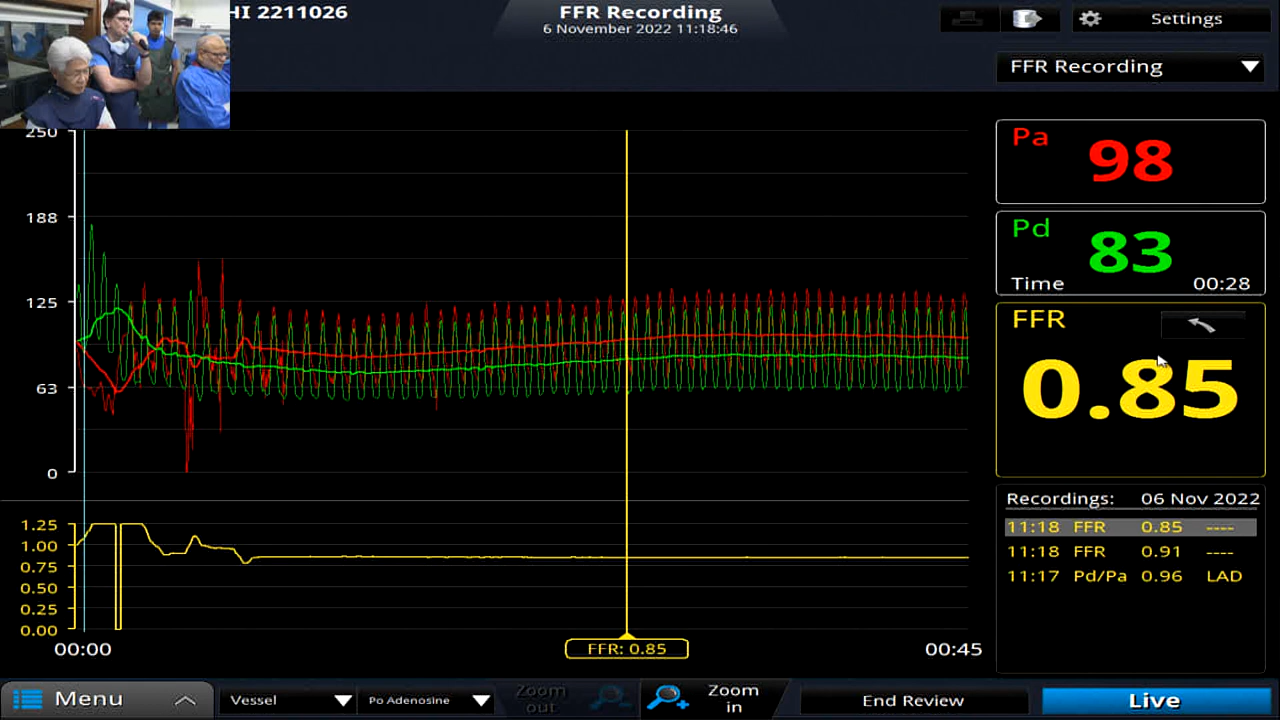 HI 2211026
FFR Recording
6 November 2022 11:18:46
Settings
FFR Recording
Pa
98
Pd
83
Time 00:28
FFR
0.85
Recordings: 06 Nov 2022
11:18 FFR 0.85 ----
11:18 FFR 0.91 ----
11:17 Pd/Pa 0.96 LAD
250
188
125
63
0
1.25
1.00
0.75
0.50
0.25
0.00
00:00
FFR: 0.85
00:45
Menu
Vessel
Po Adenosine
Zoom
out
Zoom
in
End Review
Live